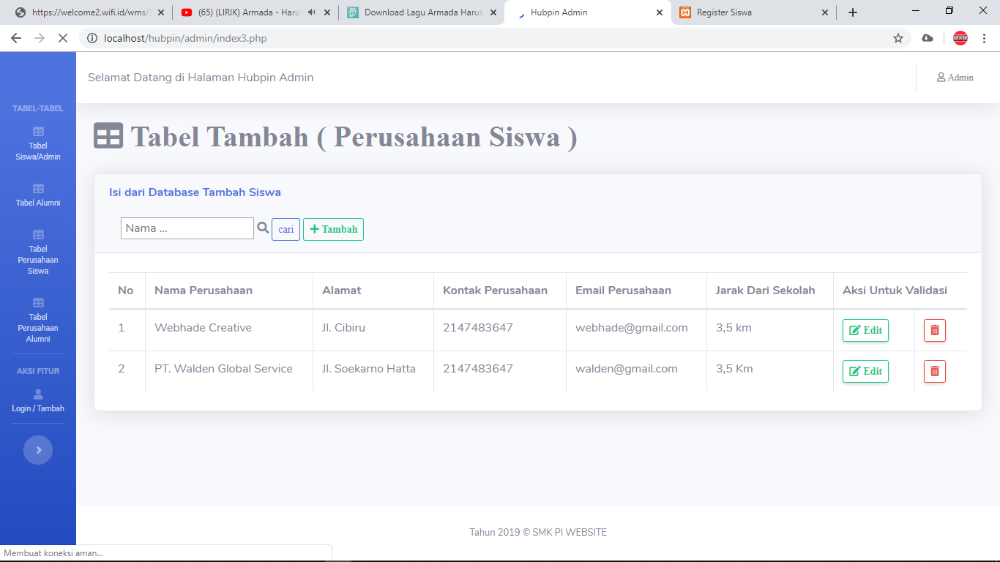 https://welcome2.wifi.id/wms/
(65) (LIRIK) Armada - Haru
Download Lagu Armada Harus
Hubpin Admin
Register Siswa
localhost/hubpin/admin/index3.php
Selamat Datang di Halaman Hubpin Admin
Admin
TABEL-TABEL
Tabel
Siswa/Admin
Tabel Alumni
Tabel
Perusahaan
Siswa
Tabel
Perusahaan
Alumni
AKSI FITUR
Login / Tambah
Tabel Tambah ( Perusahaan Siswa )
Isi dari Database Tambah Siswa
Nama ... cari Tambah
No Nama Perusahaan Alamat Kontak Perusahaan Email Perusahaan Jarak Dari Sekolah Aksi Untuk Validasi
1 Webhade Creative Jl. Cibiru 2147483647 webhade@gmail.com 3,5 km Edit
2 PT. Walden Global Service Jl. Soekarno Hatta 2147483647 walden@gmail.com 3,5 Km Edit
Tahun 2019 © SMK PI WEBSITE
Membuat koneksi aman...